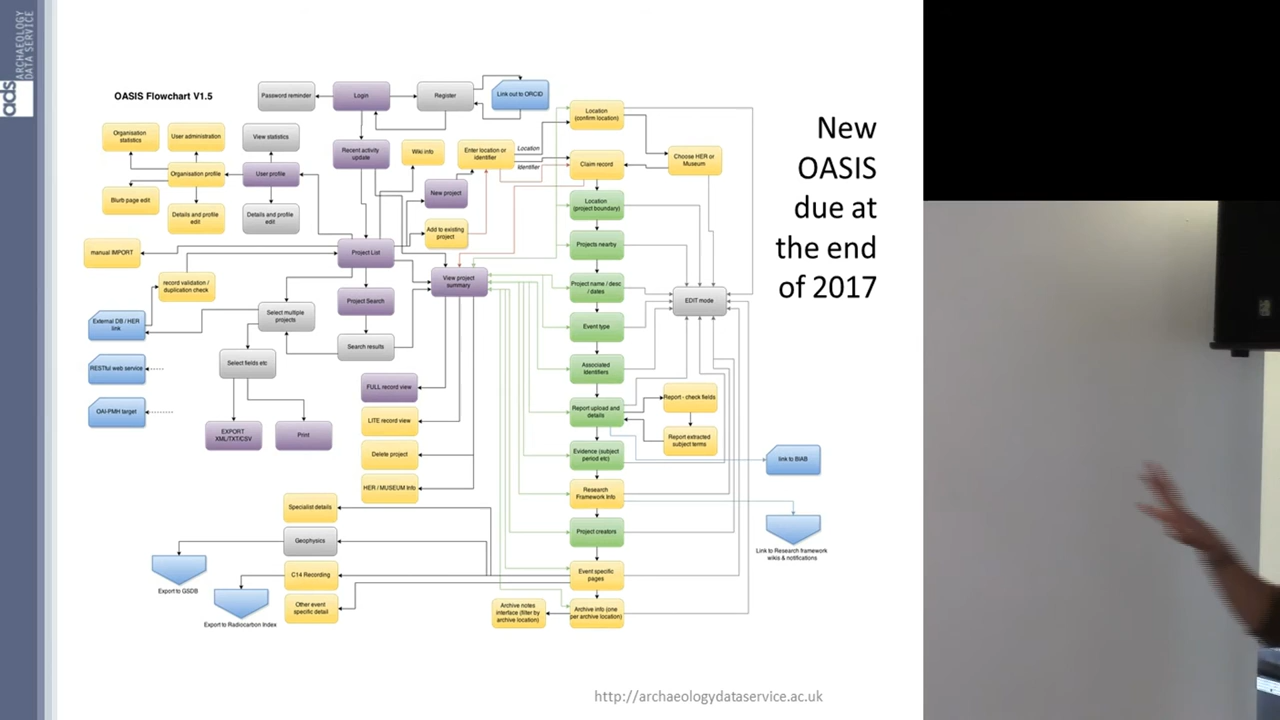 ARCHAEOLOGY
DATA SERVICE
ads
OASIS Flowchart V1.5
Password reminder
Login
Register
Link out to ORCID
Organisation
statistics
User administration
View statistics
Recent activity
update
Wiki info
Enter location or
identifier
Location
Identifier
Location
(confirm location)
Claim record
Choose HER or
Museum
Organisation profile
User profile
New project
Blurb page edit
Details and profile
edit
Details and profile
edit
Add to existing
project
Location
(project boundary)
manual IMPORT
Project List
Projects nearby
record validation /
duplication check
View project
summary
Project name / desc
/ dates
EDIT mode
External DB / HER
link
Select multiple
projects
Project Search
Event type
Search results
RESTful web service
Select fields etc
Associated
Identifiers
FULL record view
OAI-PMH target
LITE record view
Report upload and
details
Report - check fields
EXPORT
XML/TXT/CSV
Print
Report extracted
subject terms
Delete project
Evidence (subject
period etc)
link to BIAB
HER / MUSEUM Info
Research
Framework Info
Specialist details
Geophysics
Project creators
Link to Research framework
wikis & notifications
Export to GSDB
C14 Recording
Event specific
pages
Export to Radiocarbon Index
Other event
specific detail
Archive notes
interface (filter by
archive location)
Archive info (one
per archive location)
New
OASIS
due at
the end
of 2017
http://archaeologydataservice.ac.uk